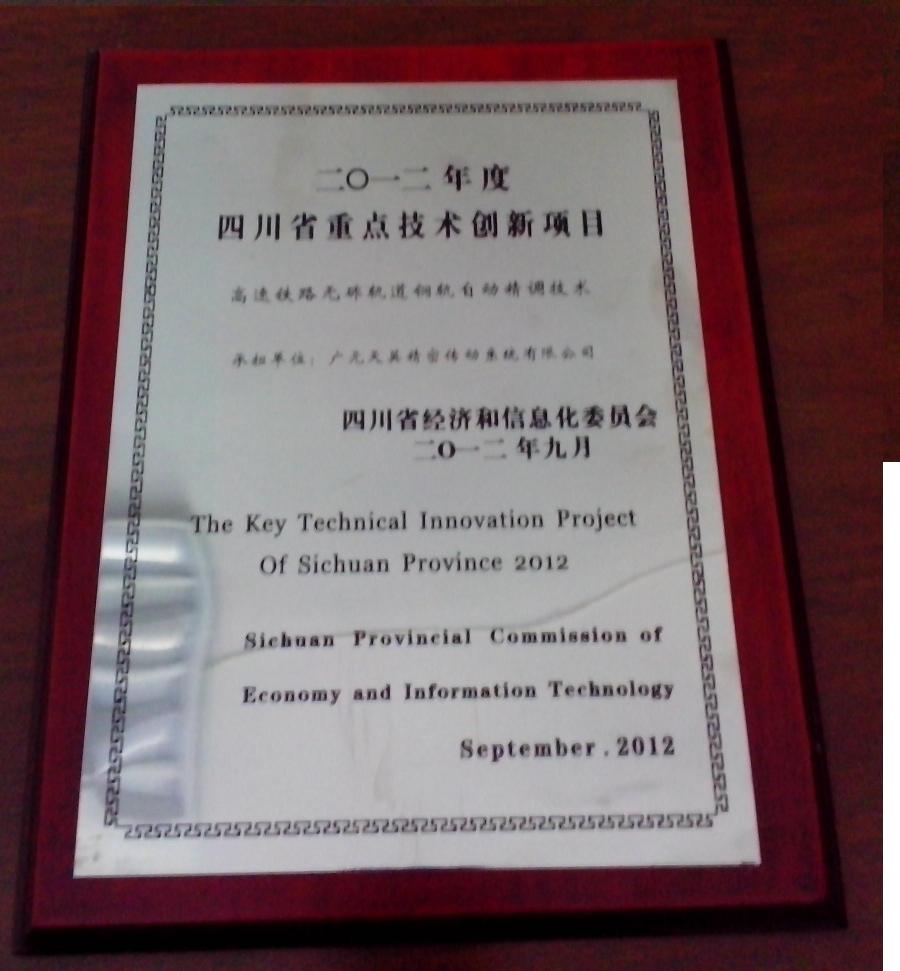 二〇一二年度
四川省重点技术创新项目
高速铁路无砟轨道钢轨自动精调技术
承担单位：广元天英精密传动系统有限公司
四川省经济和信息化委员会
二〇一二年九月
The Key Technical Innovation Project
Of Sichuan Province 2012
Sichuan Provincial Commission of
Economy and Information Technology
September . 2012